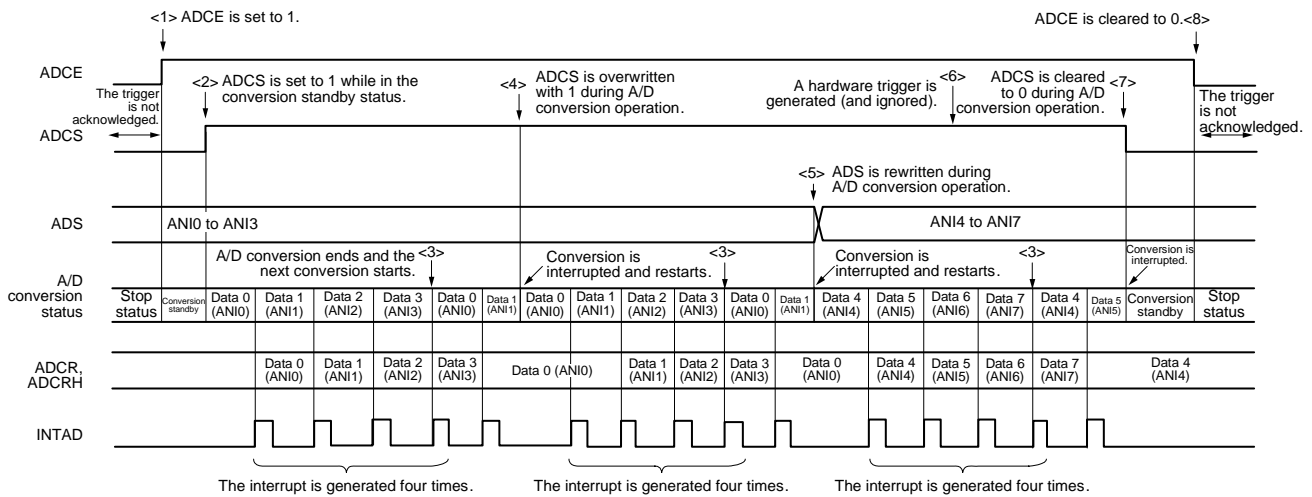 <1> ADCE is set to 1.
ADCE is cleared to 0.<8>
ADCE
The trigger
is not
acknowledged.
<2> ADCS is set to 1 while in the
conversion standby status.
<4> ADCS is overwritten
with 1 during A/D
conversion operation.
A hardware trigger is <6>
generated (and ignored).
ADCS is cleared <7>
to 0 during A/D
conversion operation.
The trigger
is not
acknowledged.
ADCS
<5> ADS is rewritten during
A/D conversion operation.
ADS
ANI0 to ANI3
ANI4 to ANI7
A/D conversion ends and the <3>
next conversion starts.
Conversion is
interrupted and restarts.
<3>
Conversion is
interrupted and restarts.
<3>
Conversion is
interrupted.
A/D
conversion
status
Stop
status
Conversion
standby
Data 0
(ANI0)
Data 1
(ANI1)
Data 2
(ANI2)
Data 3
(ANI3)
Data 0
(ANI0)
Data 1
(ANI1)
Data 0
(ANI0)
Data 1
(ANI1)
Data 2
(ANI2)
Data 3
(ANI3)
Data 0
(ANI0)
Data 1
(ANI1)
Data 4
(ANI4)
Data 5
(ANI5)
Data 6
(ANI6)
Data 7
(ANI7)
Data 4
(ANI4)
Data 5
(ANI5)
Conversion
standby
Stop
status
ADCR,
ADCRH
Data 0
(ANI0)
Data 1
(ANI1)
Data 2
(ANI2)
Data 3
(ANI3)
Data 0 (ANI0)
Data 1
(ANI1)
Data 2
(ANI2)
Data 3
(ANI3)
Data 0
(ANI0)
Data 4
(ANI4)
Data 5
(ANI5)
Data 6
(ANI6)
Data 7
(ANI7)
Data 4
(ANI4)
INTAD
The interrupt is generated four times.
The interrupt is generated four times.
The interrupt is generated four times.